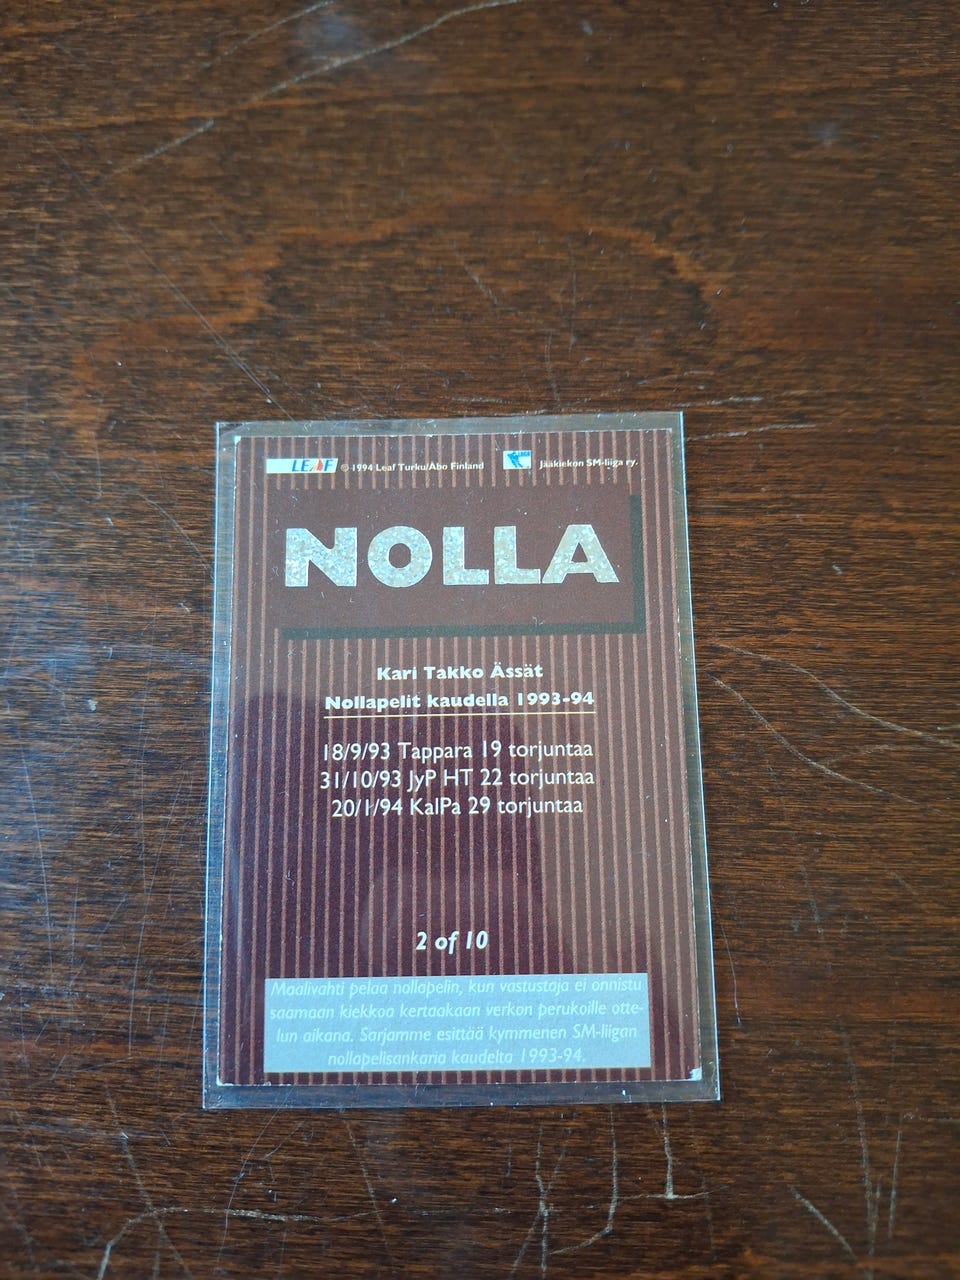 LEAF © 1994 Leaf Turku/Åbo Finland LIIGA Jääkiekon SM-liiga ry.
NOLLA
Kari Takko Ässät
Nollapelit kaudella 1993-94
18/9/93 Tappara 19 torjuntaa
31/10/93 JyP HT 22 torjuntaa
20/1/94 KalPa 29 torjuntaa
2 of 10
Maalivahti pelaa nollapelin, kun vastustaja ei onnistu
saamaan kiekkoa kertaakaan verkon perukoille otte-
lun aikana. Sarjamme esittää kymmenen SM-liigan
nollapelisankaria kaudelta 1993-94.